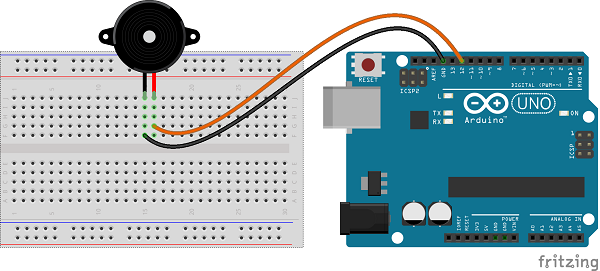 RESET
ICSP2
AREF
GND
13
12
~11
~10
~9
8
7
~6
~5
4
~3
2
TX▶1
RX◀0
DIGITAL (PWM=~)
L
TX
RX
UNO
Arduino™
ON
1
ICSP
IOREF
RESET
3V3
5V
GND
GND
VIN
POWER
ANALOG IN
A0
A1
A2
A3
A4
A5
fritzing